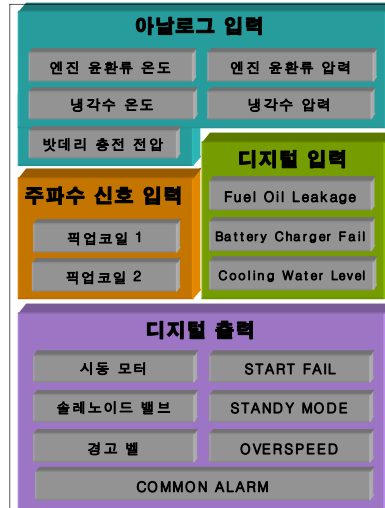 아날로그 입력
엔진 윤환류 온도
엔진 윤환류 압력
냉각수 온도
냉각수 압력
밧데리 충전 전압
디지털 입력
Fuel Oil Leakage
Battery Charger Fail
Cooling Water Level
주파수 신호 입력
픽업코일 1
픽업코일 2
디지털 출력
시동 모터
START FAIL
솔레노이드 밸브
STANDY MODE
경고 벨
OVERSPEED
COMMON ALARM